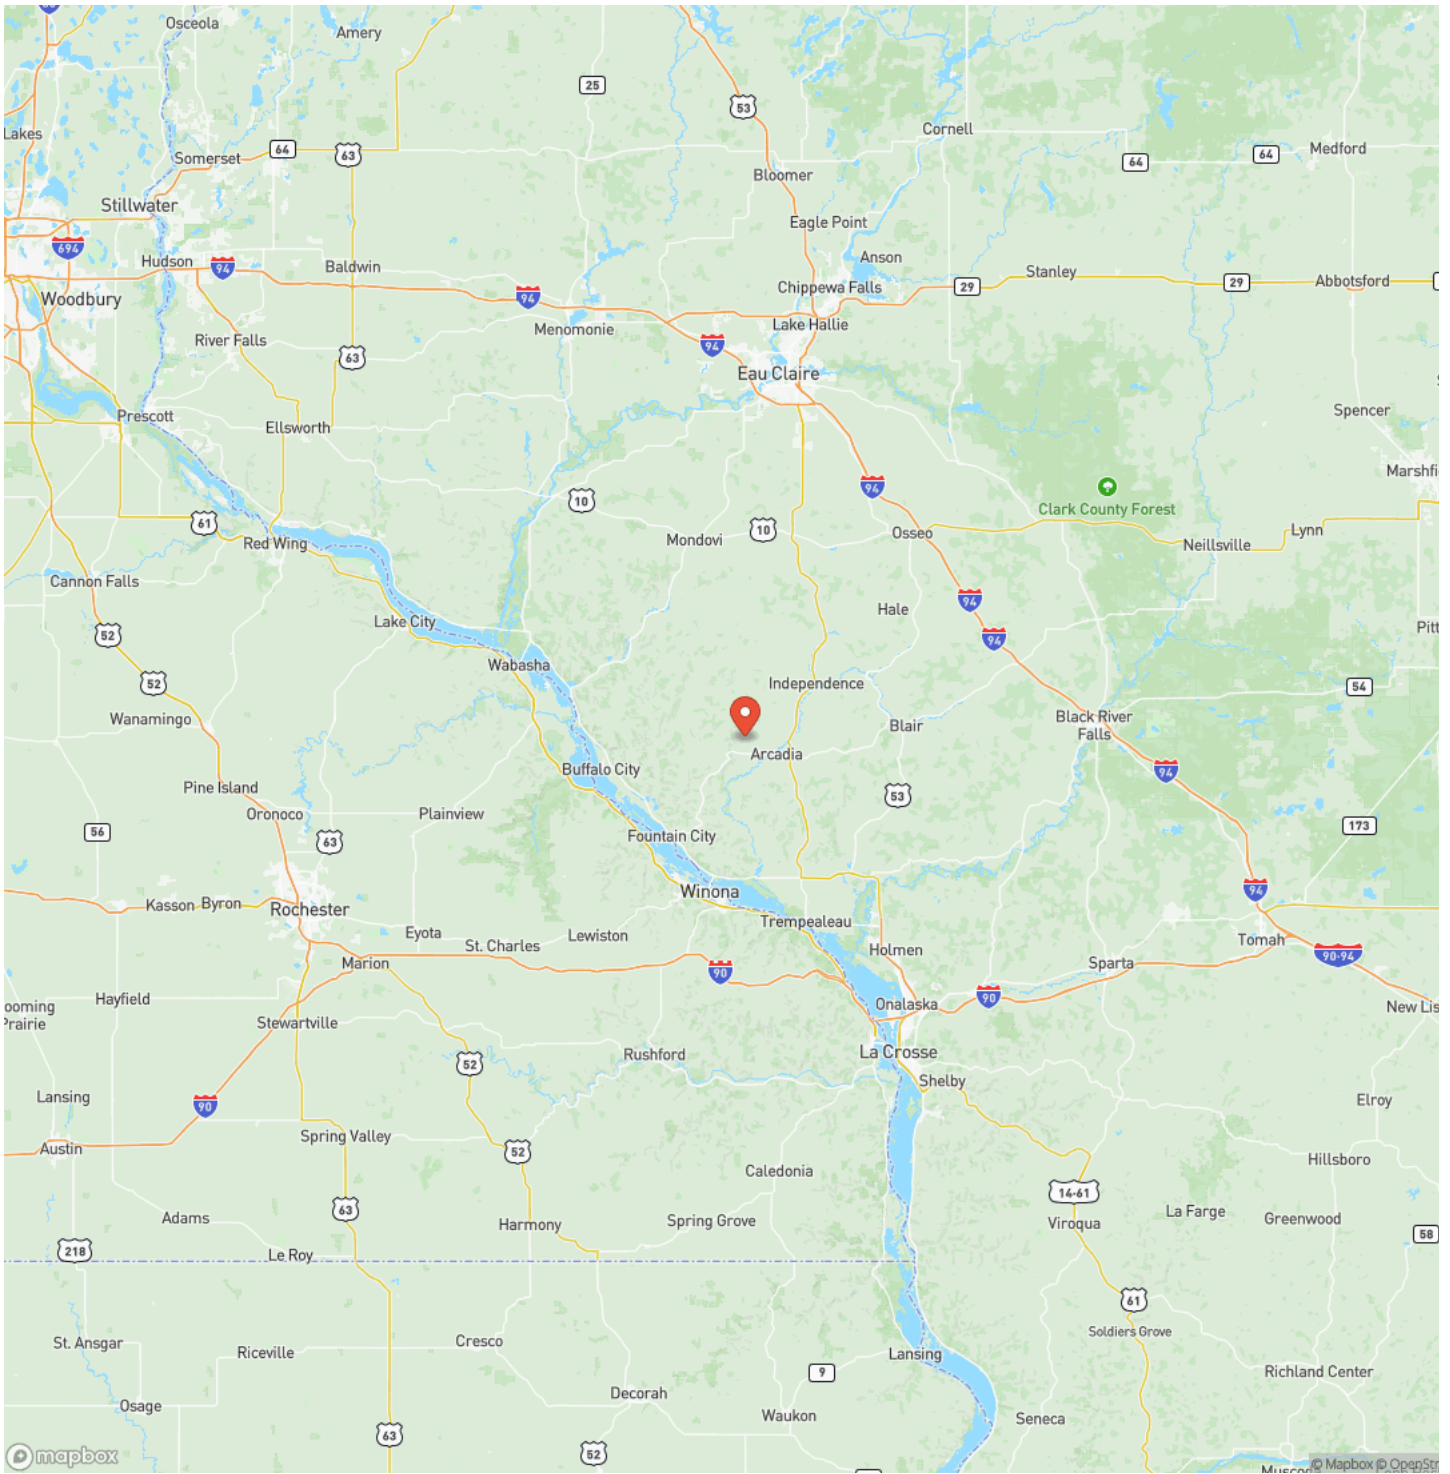 Osceola
Amery
25
53
Lakes
Cornell
64
63
64
64
Medford
Somerset
Bloomer
Stillwater
Eagle Point
694
Hudson
94
Baldwin
Anson
Stanley
94
Chippewa Falls
29
29
Abbotsford
Woodbury
Menomonie
Lake Hallie
River Falls
63
94
Eau Claire
Prescott
Ellsworth
Spencer
Marshfi
94
10
Clark County Forest
61
Red Wing
Mondovi
10
Osseo
Neillsville
Lynn
Cannon Falls
Hale
94
52
Lake City
94
Pitt
Wabasha
52
Independence
54
Wanamingo
Blair
Black River
Falls
Arcadia
Buffalo City
94
Pine Island
53
Oronoco
Plainview
56
63
Fountain City
173
Winona
94
Kasson
Byron
Rochester
Trempealeau
Eyota
St. Charles
Lewiston
Holmen
Tomah
Marion
90
Sparta
90-94
Hayfield
ooming
Prairie
90
Onalaska
New Lis
Stewartville
Rushford
La Crosse
52
Shelby
Lansing
90
Elroy
Austin
Spring Valley
52
Caledonia
Hillsboro
14-61
63
Adams
Harmony
Spring Grove
Viroqua
La Farge
Greenwood
218
Le Roy
58
61
St. Ansgar
Riceville
Cresco
Soldiers Grove
Lansing
9
Richland Center
Osage
Decorah
Waukon
Seneca
63
52
mapbox
Musco
© Mapbox © OpenStr